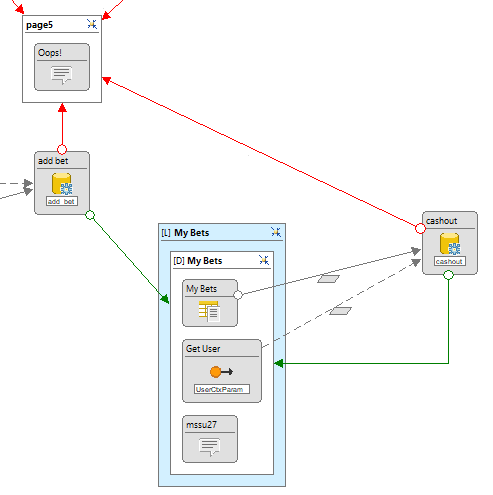 page5
Oops!
add bet
add_bet
[L] My Bets
cashout
cashout
[D] My Bets
My Bets
Get User
UserCtxParam
mssu27